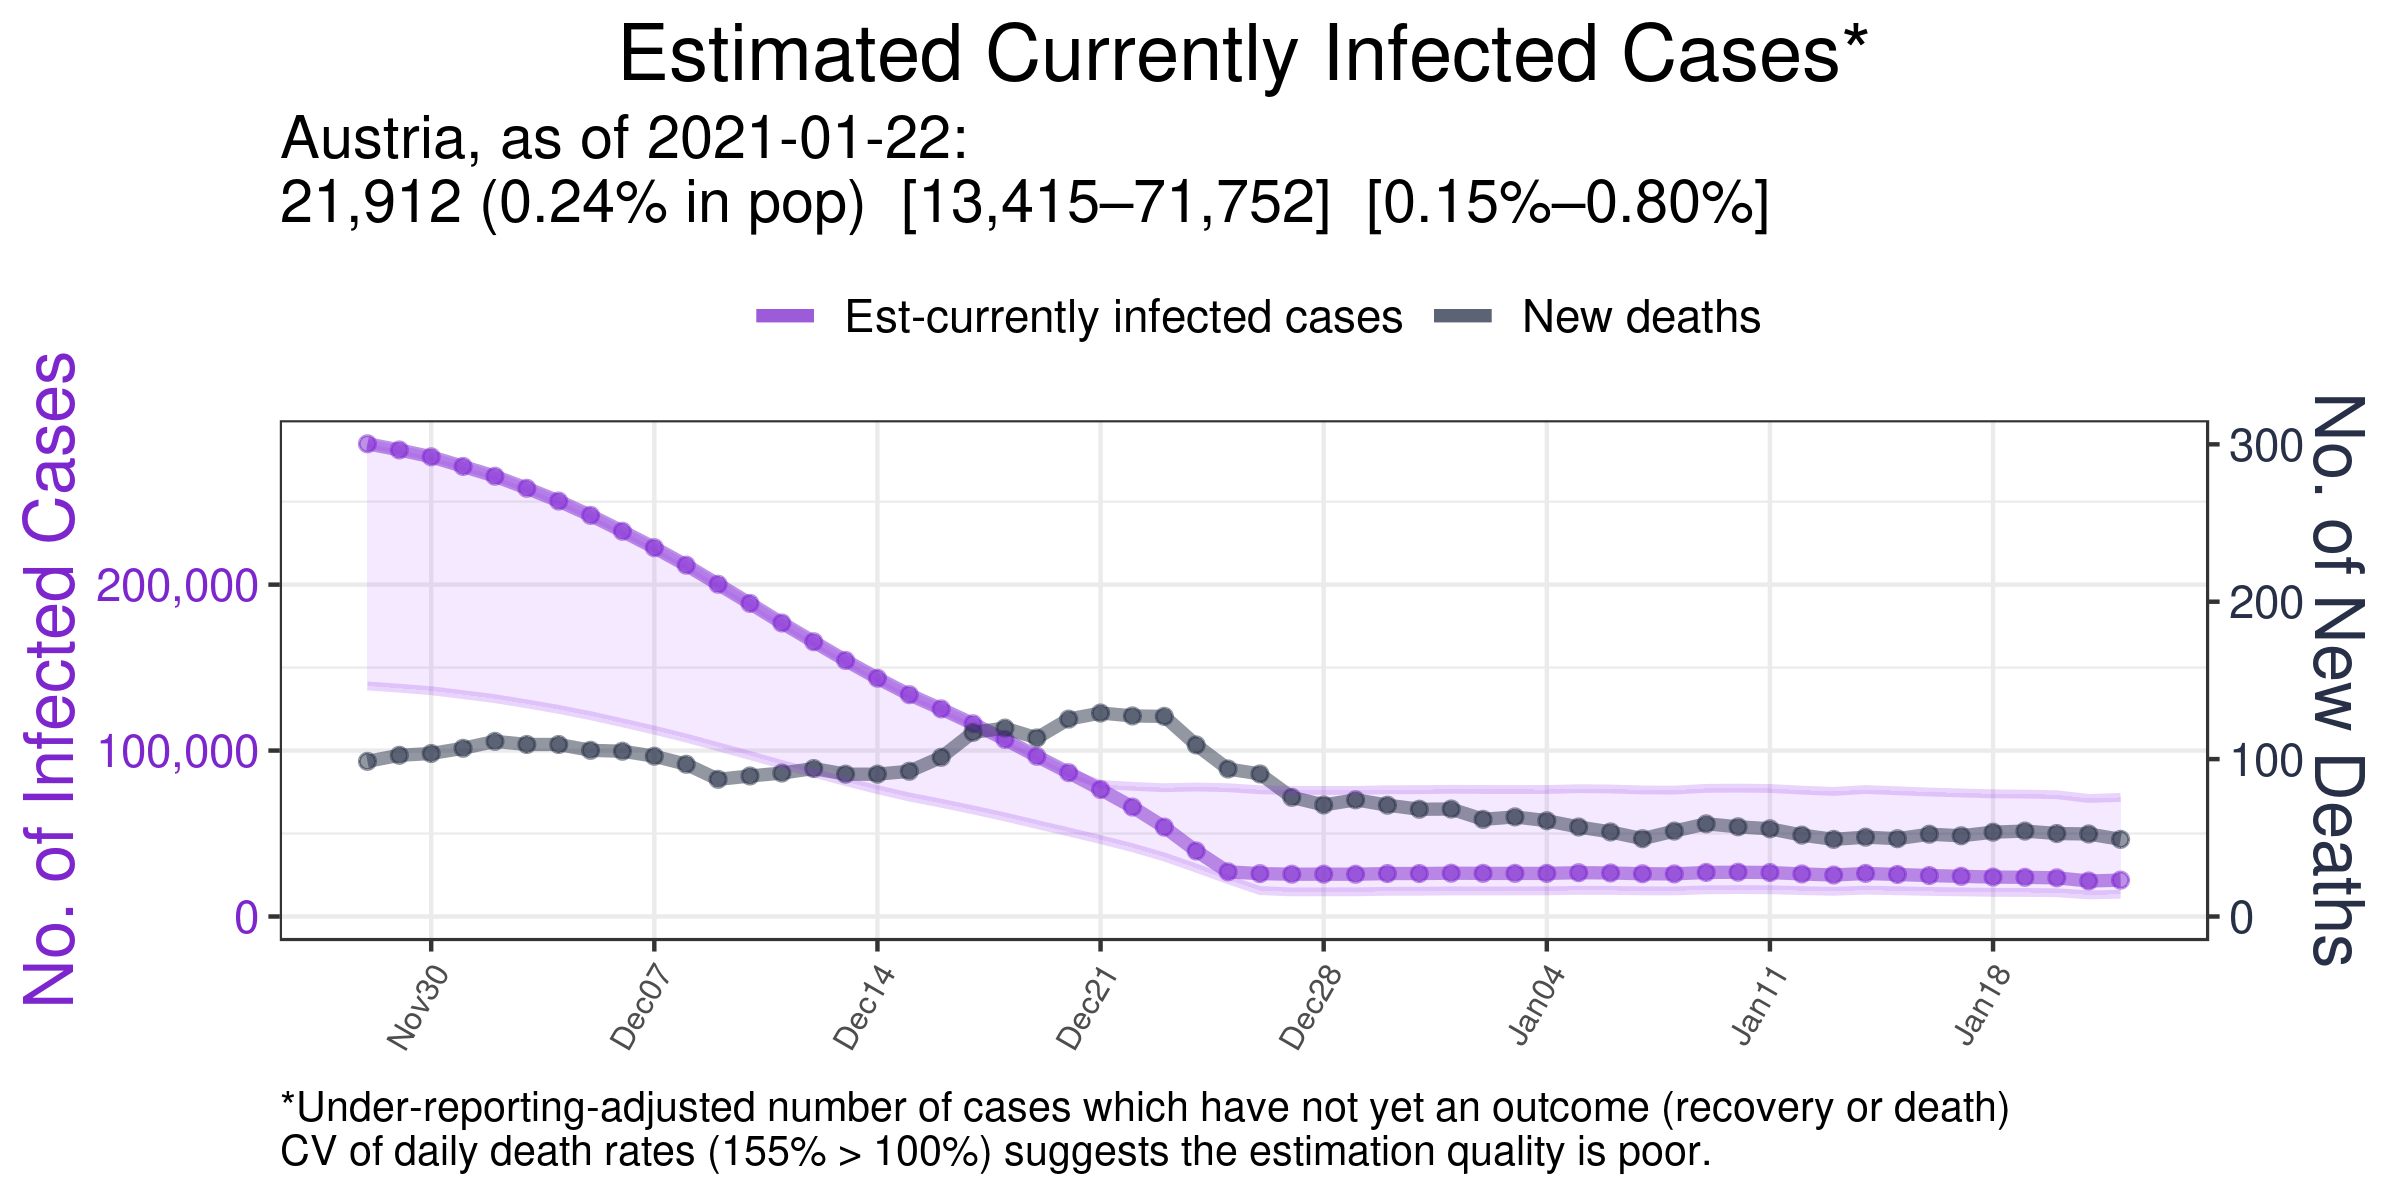 Estimated Currently Infected Cases*
Austria, as of 2021-01-22:
21,912 (0.24% in pop)  [13,415–71,752]  [0.15%–0.80%]
Est-currently infected cases
New deaths
No. of Infected Cases
200,000
100,000
0
300
200
100
0
No. of New Deaths
Nov30
Dec07
Dec14
Dec21
Dec28
Jan04
Jan11
Jan18
*Under-reporting-adjusted number of cases which have not yet an outcome (recovery or death)
CV of daily death rates (155% > 100%) suggests the estimation quality is poor.